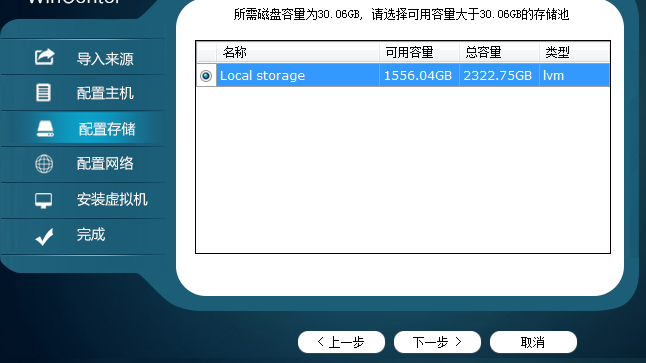 WinCenter
所需磁盘容量为30.06GB, 请选择可用容量大于30.06GB的存储池
名称 可用容量 总容量 类型
Local storage 1556.04GB 2322.75GB lvm
导入来源
配置主机
配置存储
配置网络
安装虚拟机
完成
上一步 下一步 取消